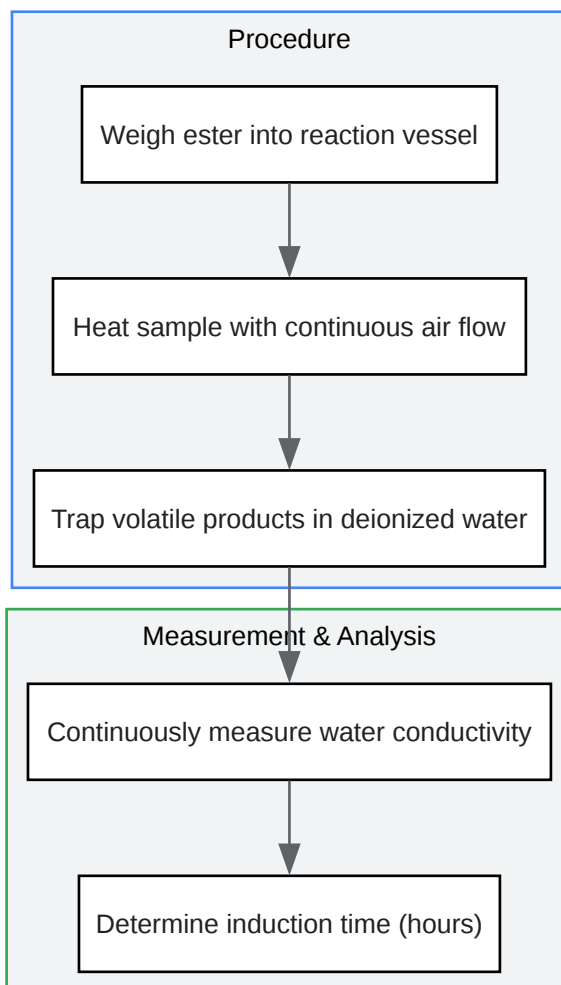 Procedure
Weigh ester into reaction vessel
Heat sample with continuous air flow
Trap volatile products in deionized water
Measurement & Analysis
Continuously measure water conductivity
Determine induction time (hours)